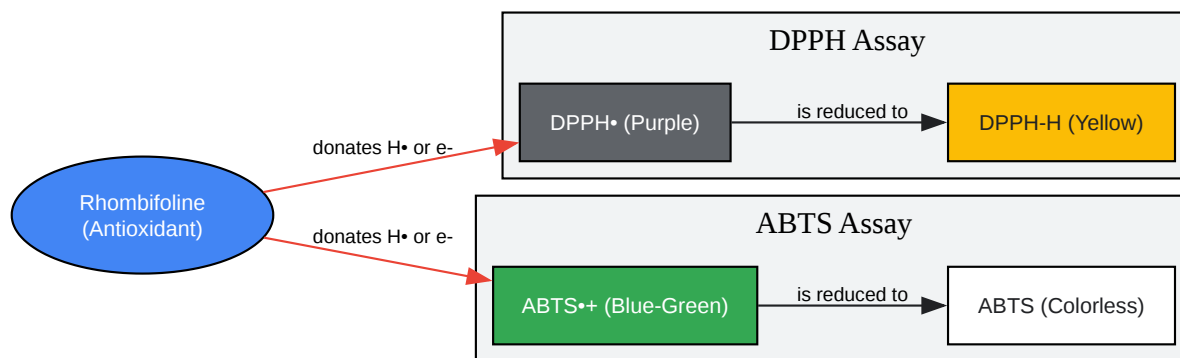 DPPH Assay
DPPH• (Purple)
is reduced to
DPPH-H (Yellow)
donates H• or e-
Rhombifoline
(Antioxidant)
donates H• or e-
ABTS Assay
ABTS•+ (Blue-Green)
is reduced to
ABTS (Colorless)